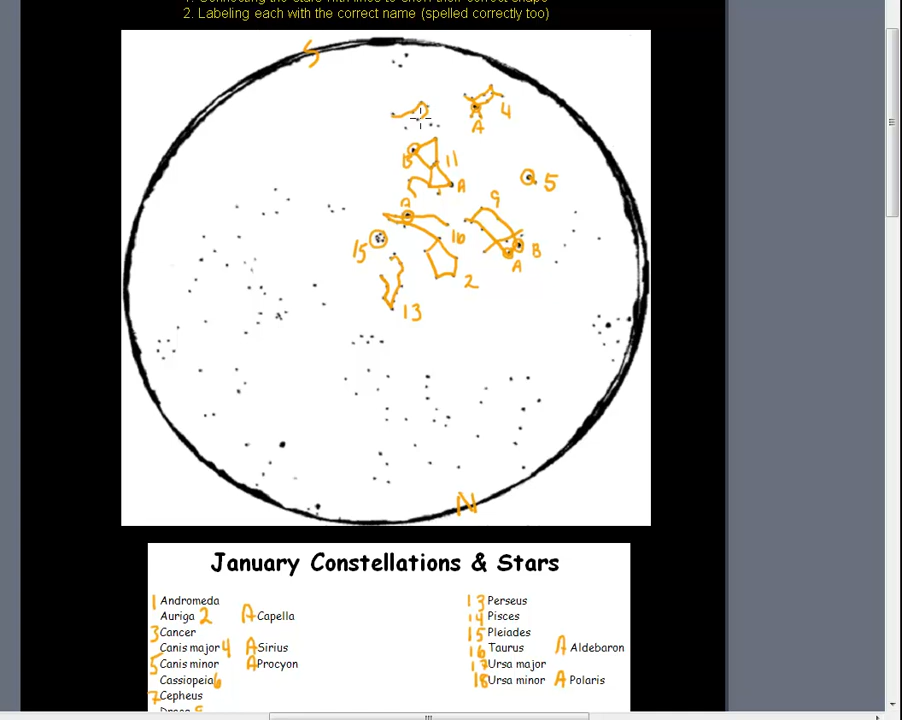 2. Labeling each with the correct name (spelled correctly too)
S
4
A
B
11
A
5
A
9
15
16
B
A
2
13
N
January Constellations & Stars
1 Andromeda
Auriga 2 A Capella
3 Cancer
Canis major 4 A Sirius
5 Canis minor A Procyon
Cassiopeia 6
7 Cepheus
13 Perseus
14 Pisces
15 Pleiades
16 Taurus A Aldebaron
17 Ursa major
18 Ursa minor A Polaris